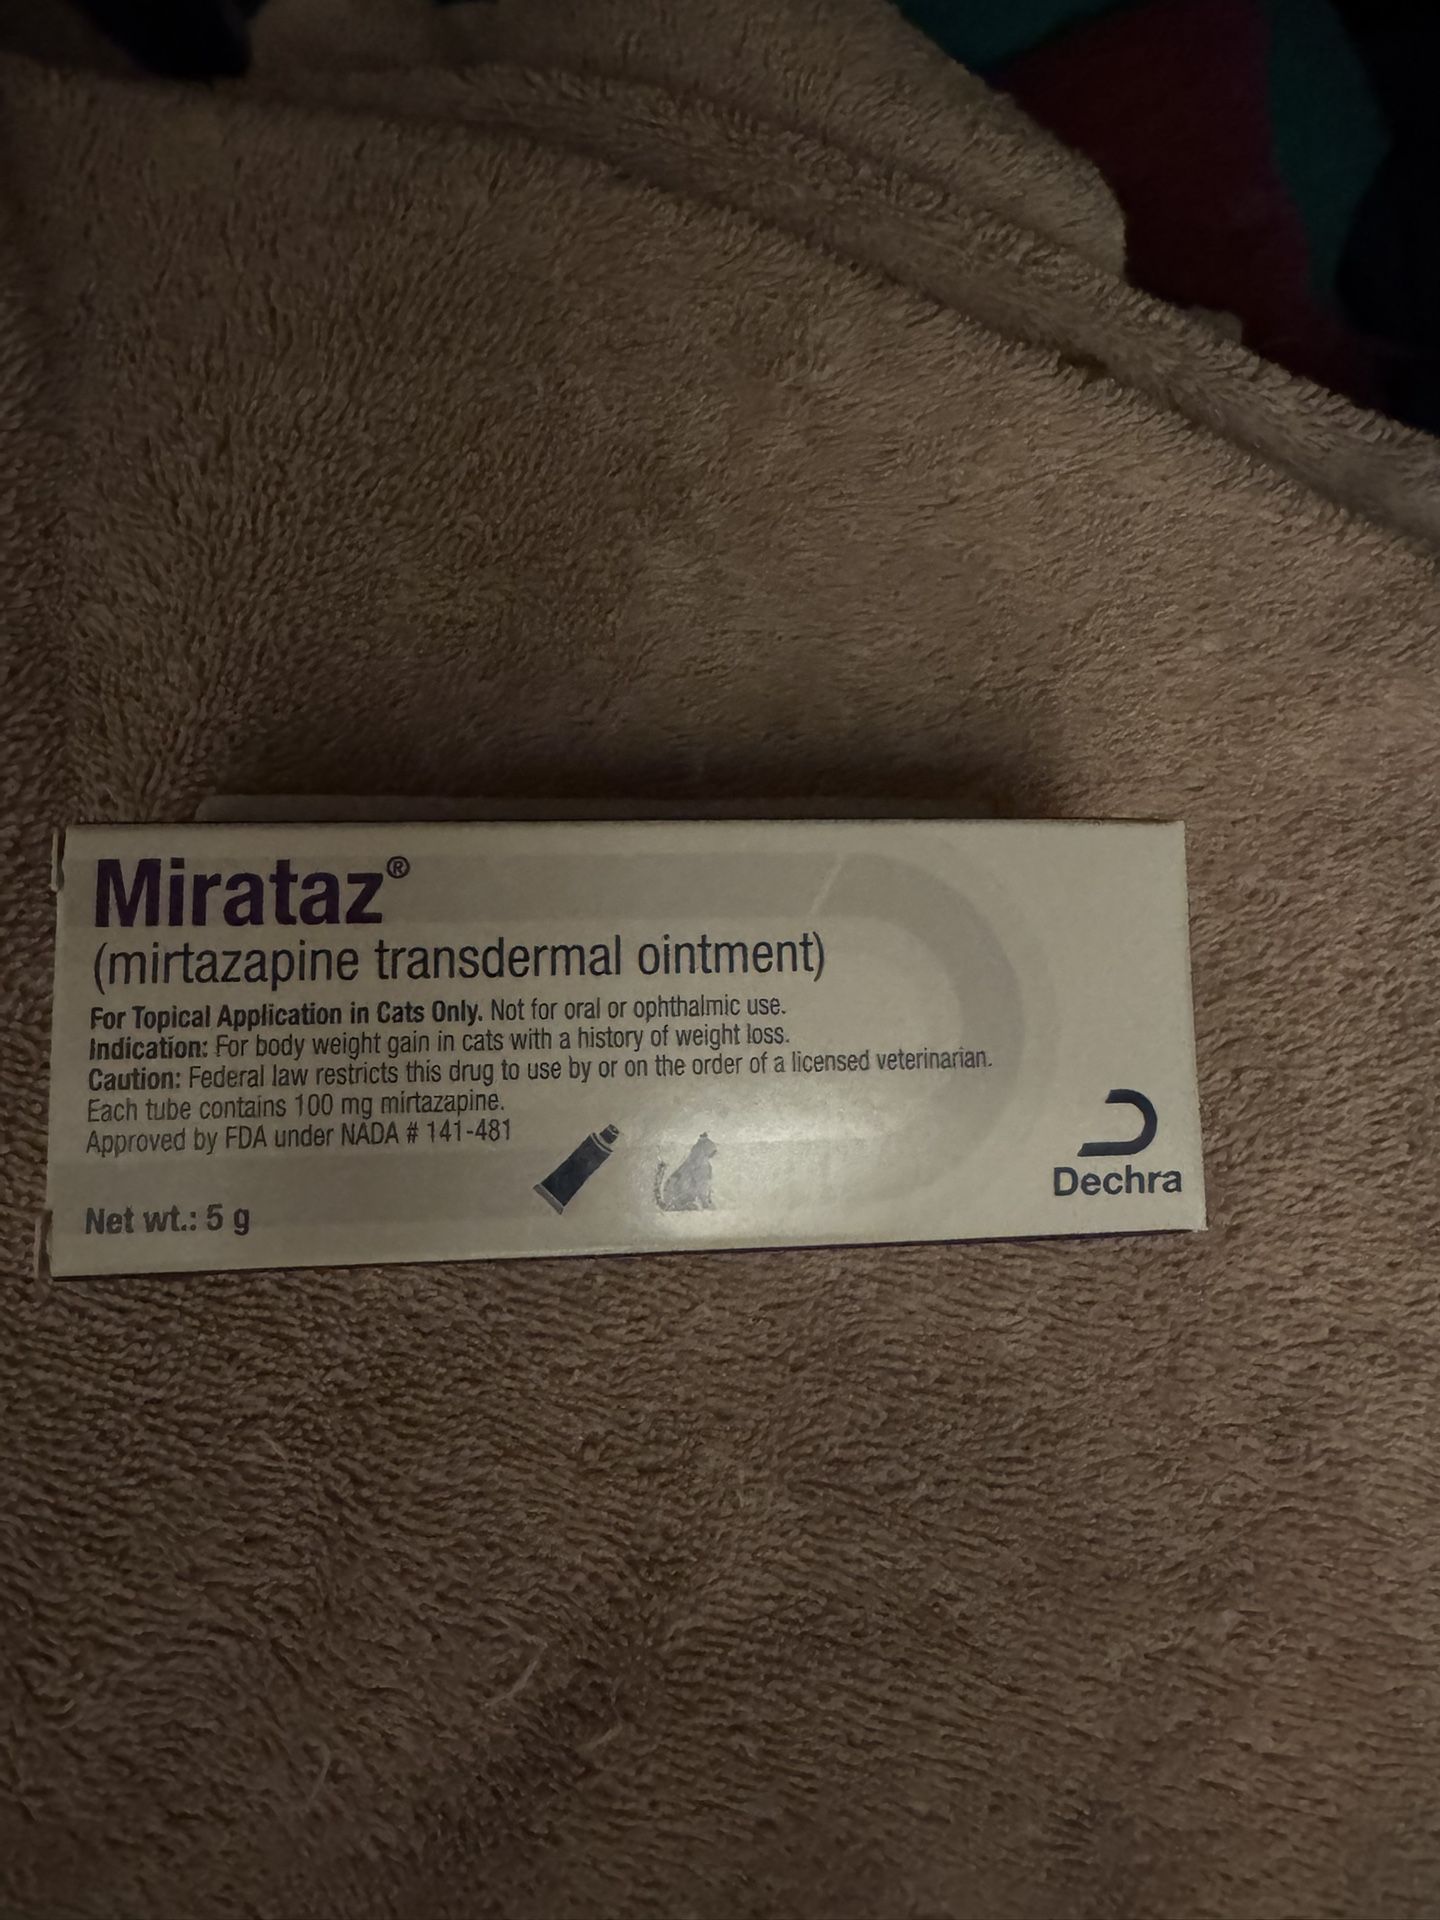 Mirataz®
(mirtazapine transdermal ointment)
For Topical Application in Cats Only. Not for oral or ophthalmic use.
Indication: For body weight gain in cats with a history of weight loss.
Caution: Federal law restricts this drug to use by or on the order of a licensed veterinarian.
Each tube contains 100 mg mirtazapine.
Approved by FDA under NADA # 141-481
Net wt.: 5 g
Dechra